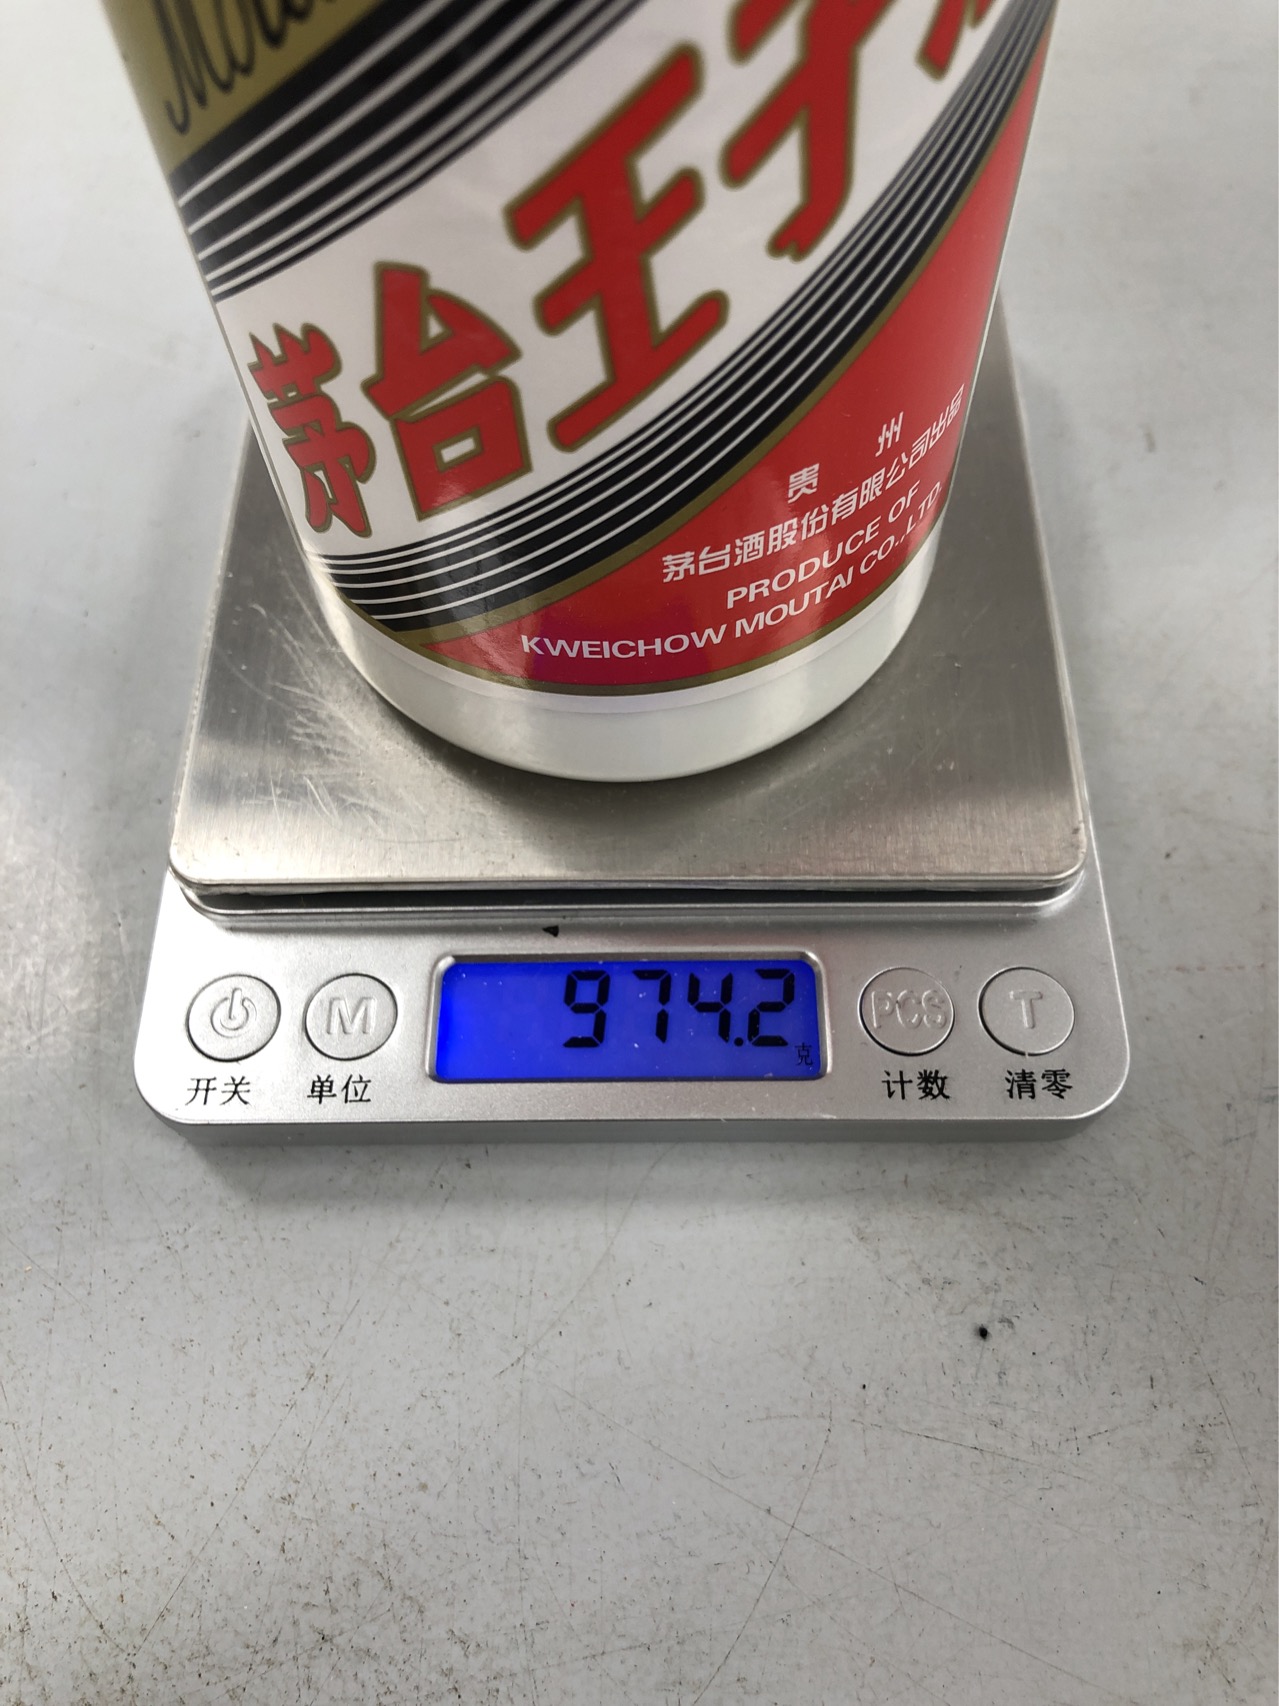 茅台王子
贵 州
茅台酒股份有限公司出品
PRODUCE OF
KWEICHOW MOUTAI CO.,LTD.
974.2
克
M
PCS
T
开关
单位
计数
清零